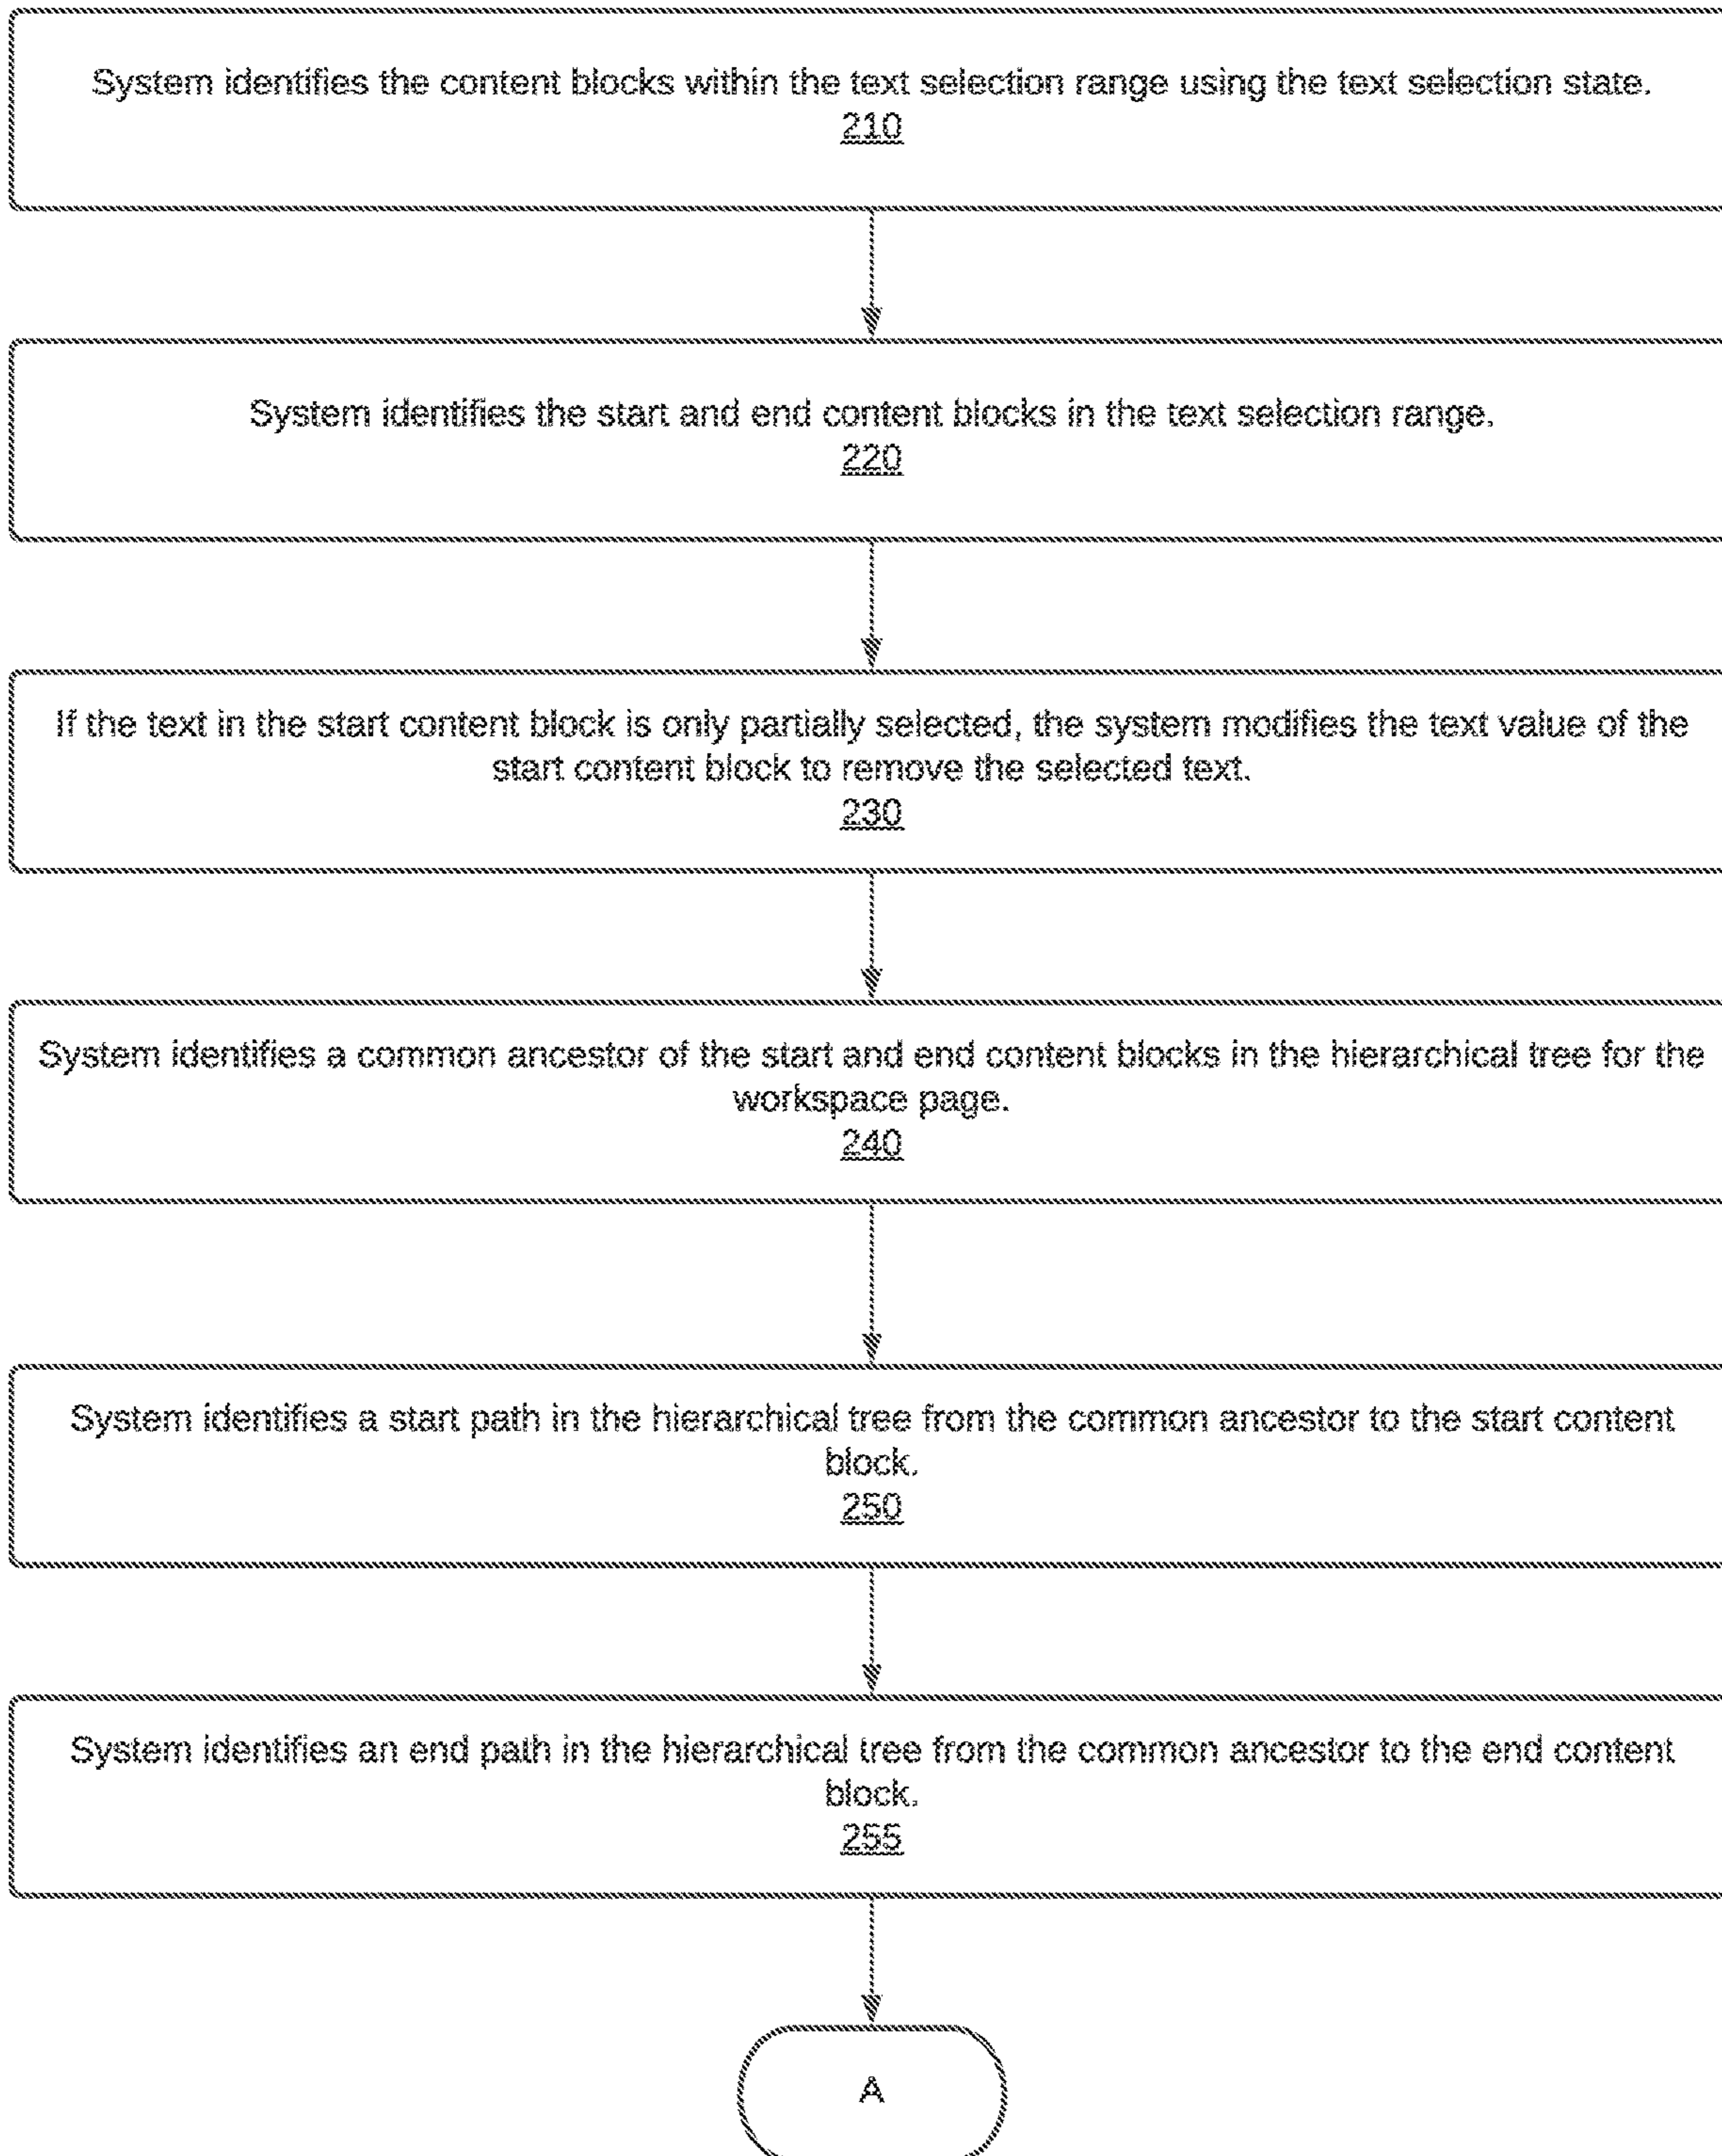 System identifies the content blocks within the text selection range using the text selection state.
210
System identifies the start and end content blocks in the text selection range.
220
If the text in the start content block is only partially selected, the system modifies the text value of the
start content block to remove the selected text.
230
System identifies a common ancestor of the start and end content blocks in the hierarchical tree for the
workspace page.
240
System identifies a start path in the hierarchical tree from the common ancestor to the start content
block.
250
System identifies an end path in the hierarchical tree from the common ancestor to the end content
block.
255
A